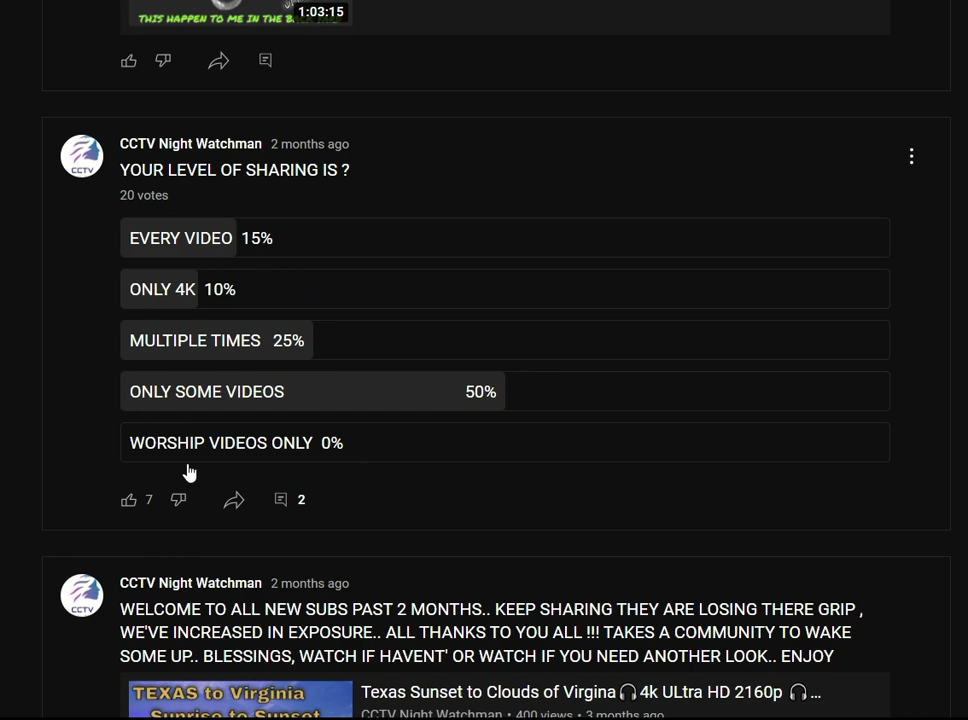 THIS HAPPEN TO ME IN THE
1:03:15
CCTV Night Watchman 2 months ago
YOUR LEVEL OF SHARING IS ?
20 votes
EVERY VIDEO 15%
ONLY 4K 10%
MULTIPLE TIMES 25%
ONLY SOME VIDEOS 50%
WORSHIP VIDEOS ONLY 0%
7 2
CCTV
CCTV Night Watchman 2 months ago
WELCOME TO ALL NEW SUBS PAST 2 MONTHS.. KEEP SHARING THEY ARE LOSING THERE GRIP ,
WE'VE INCREASED IN EXPOSURE.. ALL THANKS TO YOU ALL !!! TAKES A COMMUNITY TO WAKE
SOME UP.. BLESSINGS, WATCH IF HAVENT' OR WATCH IF YOU NEED ANOTHER LOOK.. ENJOY
CCTV
TEXAS to Virginia
Sunrise to Sunset
Texas Sunset to Clouds of Virgina🎧4k ULtra HD 2160p 🎧...
CCTV Night Watchman • 400 views • 3 months ago